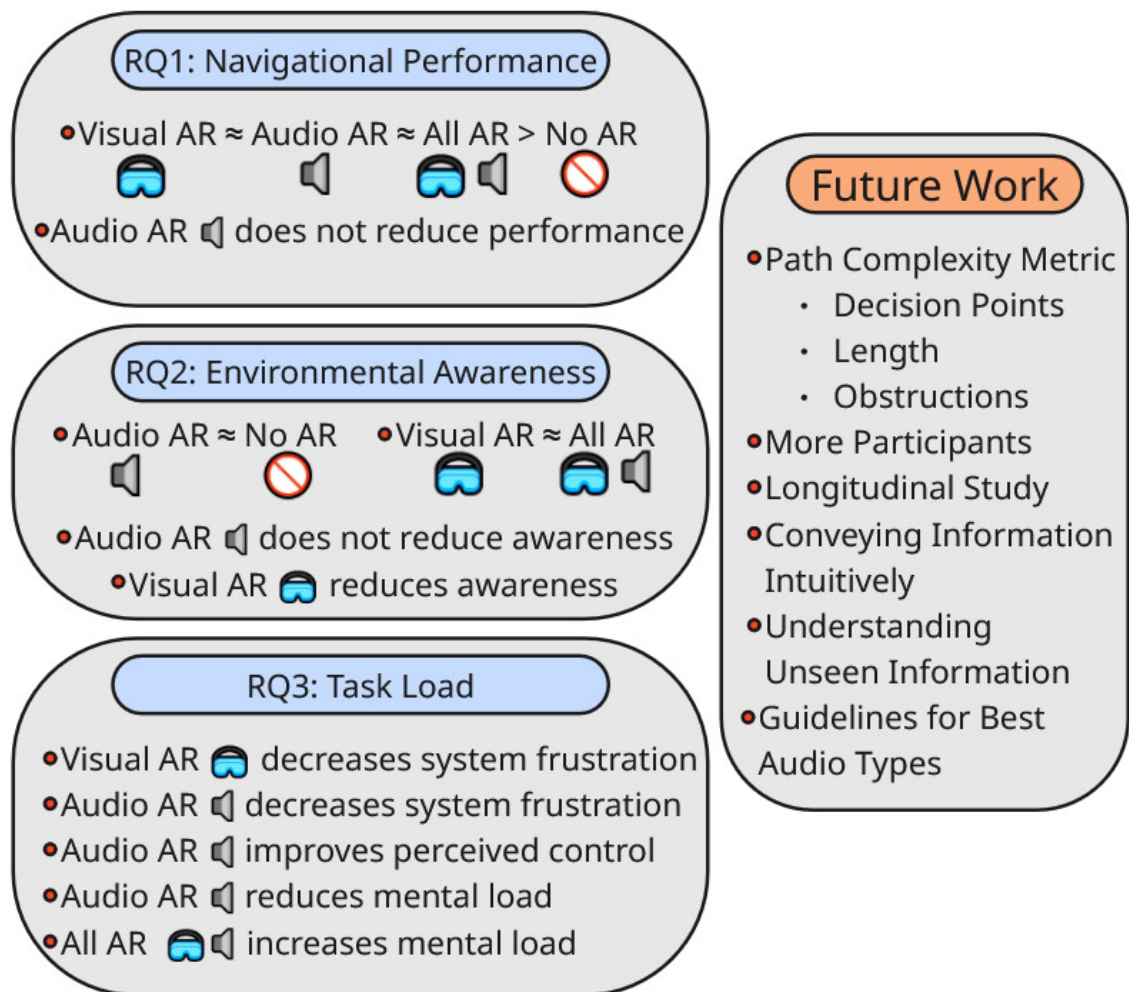 RQ1: Navigational Performance
Visual AR ≈ Audio AR ≈ All AR > No AR
Audio AR does not reduce performance
RQ2: Environmental Awareness
Audio AR ≈ No AR
Visual AR ≈ All AR
Audio AR does not reduce awareness
Visual AR reduces awareness
RQ3: Task Load
Visual AR decreases system frustration
Audio AR decreases system frustration
Audio AR improves perceived control
Audio AR reduces mental load
All AR increases mental load
Future Work
Path Complexity Metric
Decision Points
Length
Obstructions
More Participants
Longitudinal Study
Conveying Information
Intuitively
Understanding
Unseen Information
Guidelines for Best
Audio Types